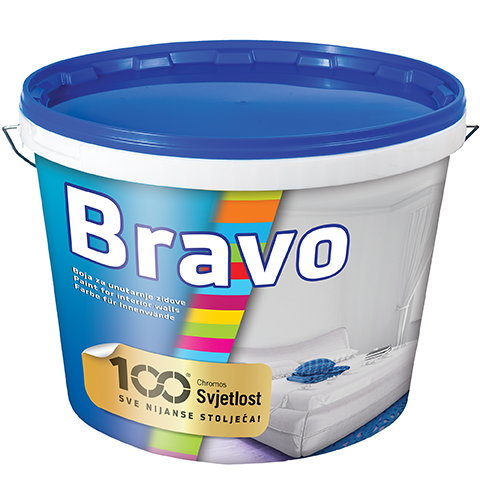 Bravo
Boja za unutarnje zidove
Paint for interior walls
Farbe für Innenwände
100
Chromos
Svjetlost
SVE NIJANSE STOLJEĆA!